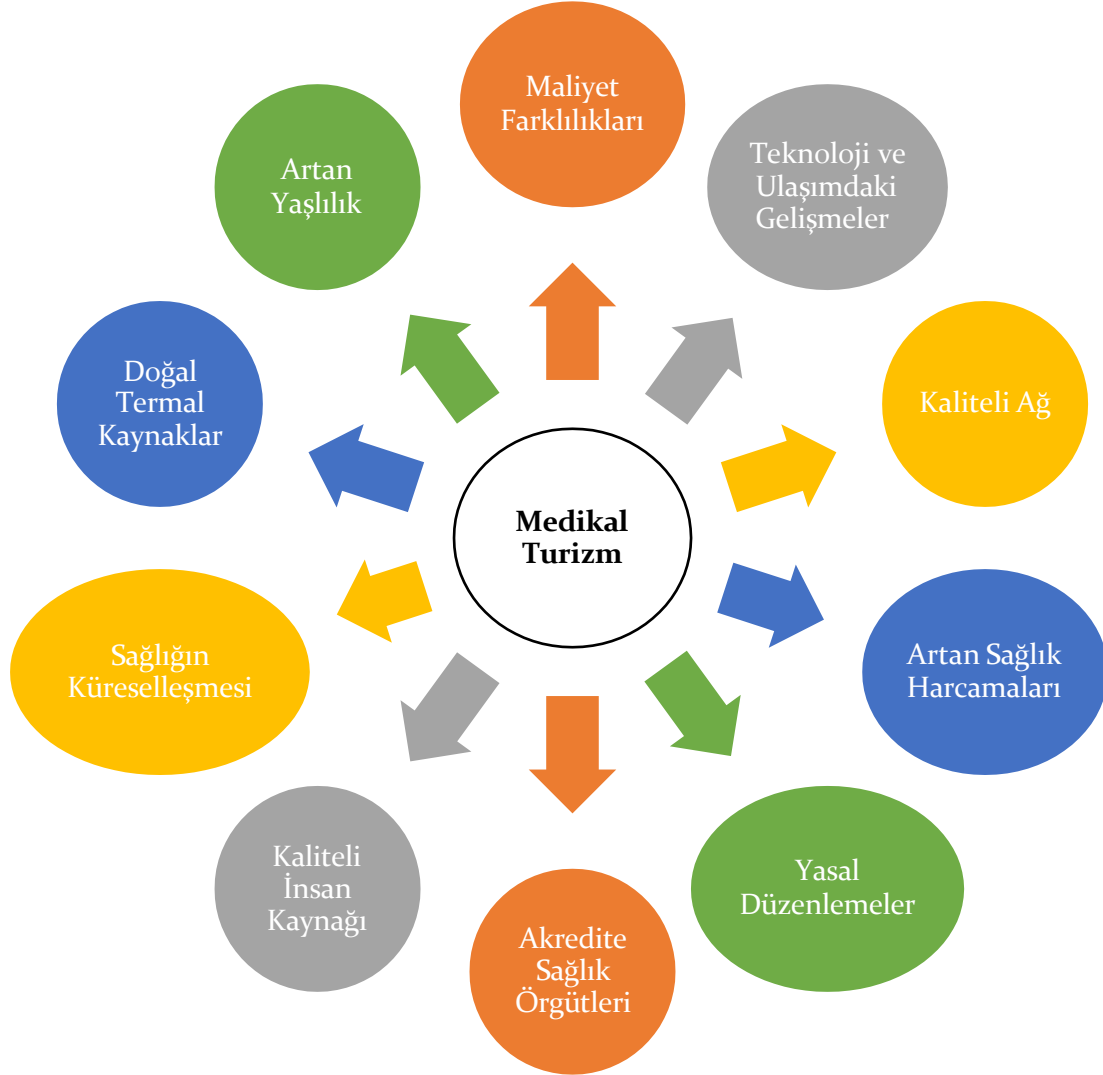 Maliyet
Farklılıkları
Teknoloji ve
Ulaşımdaki
Gelişmeler
Kaliteli Ağ
Artan Sağlık
Harcamaları
Yasal
Düzenlemeler
Akredite
Sağlık
Örgütleri
Kaliteli
İnsan
Kaynağı
Sağlığın
Küreselleşmesi
Doğal
Termal
Kaynaklar
Artan
Yaşlılık
Medikal
Turizm